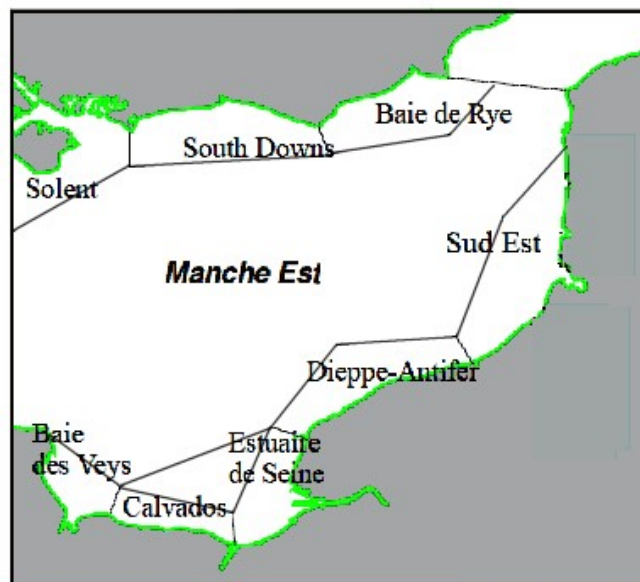 Baie de Rye
South Downs
Solent
Sud Est
Manche Est
Dieppe-Antifer
Baie
des Veys
Estuaire
de Seine
Calvados